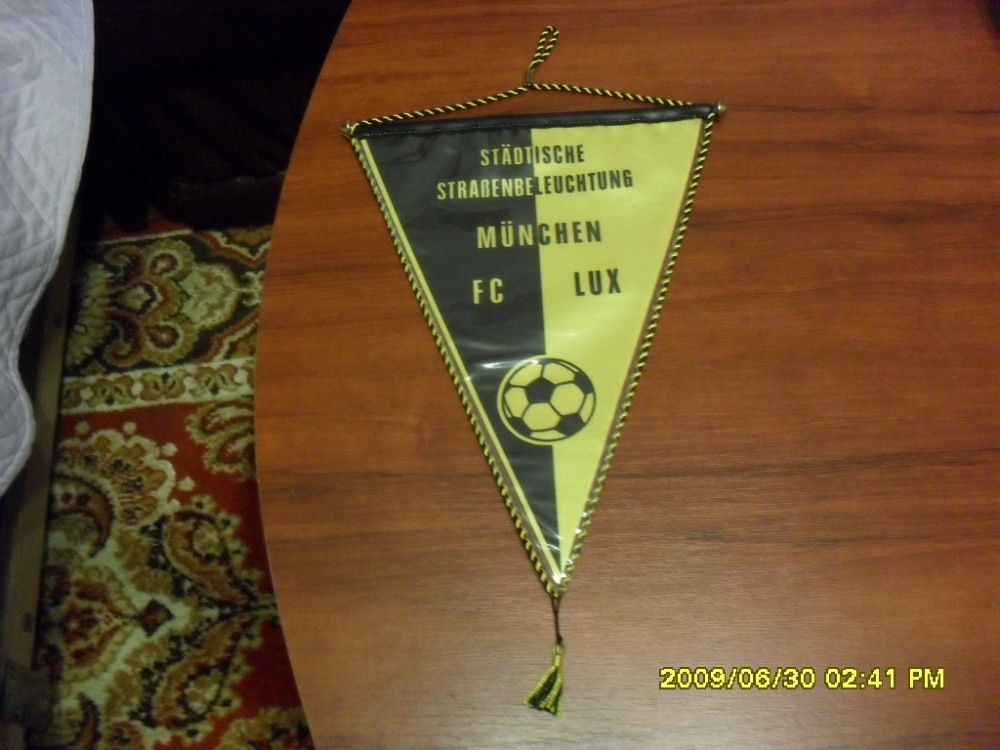 STÄDTISCHE
STRAßENBELEUCHTUNG
MÜNCHEN
FC LUX
2009/06/30 02:41 PM